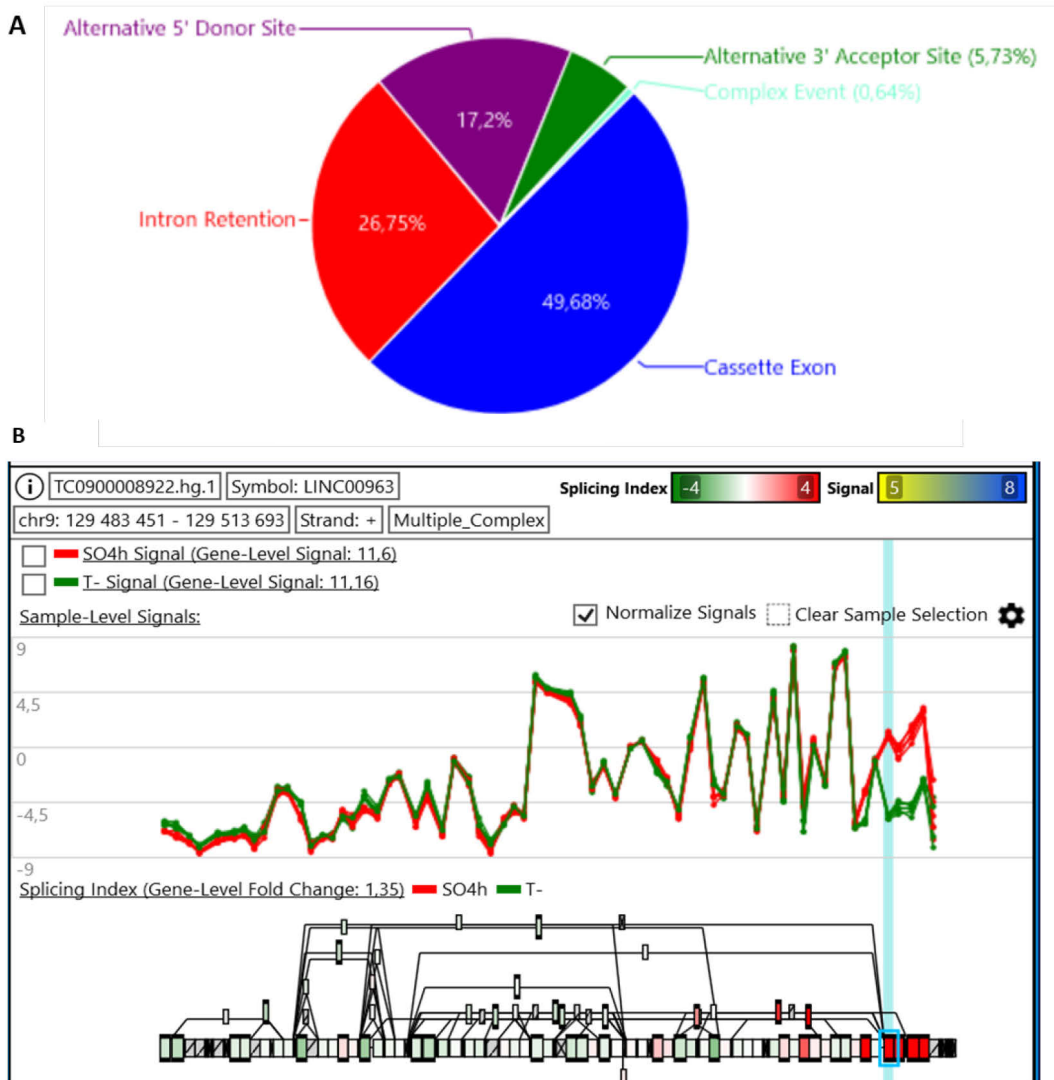 A
Alternative 5' Donor Site
Alternative 3' Acceptor Site (5,73%)
Complex Event (0,64%)
17,2%
Intron Retention
26,75%
49,68%
Cassette Exon
B
i TC0900008922.hg.1 Symbol: LINC00963 Splicing Index -4 4 Signal 5 8
chr9: 129 483 451 - 129 513 693 Strand: + Multiple_Complex
SO4h Signal (Gene-Level Signal: 11,6)
T- Signal (Gene-Level Signal: 11,16)
Sample-Level Signals: Normalize Signals Clear Sample Selection
9
4,5
0
-4,5
-9
Splicing Index (Gene-Level Fold Change: 1,35) SO4h T-